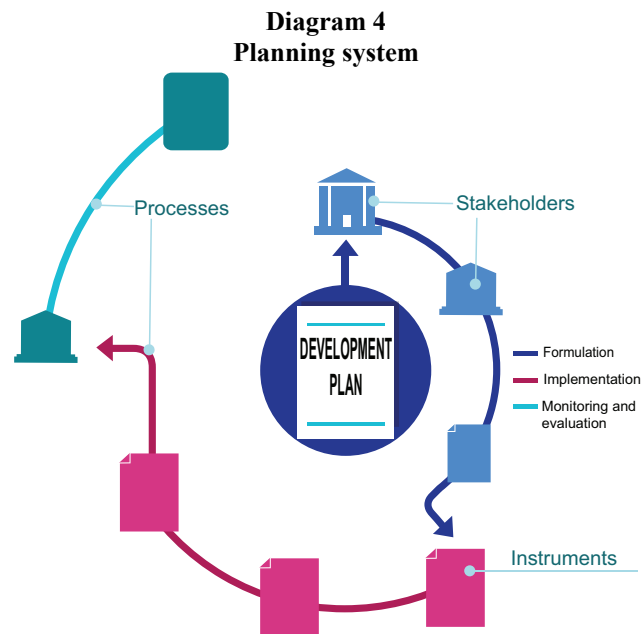 Diagram 4
Planning system
Processes
Stakeholders
DEVELOPMENT
PLAN
Formulation
Implementation
Monitoring and
evaluation
Instruments